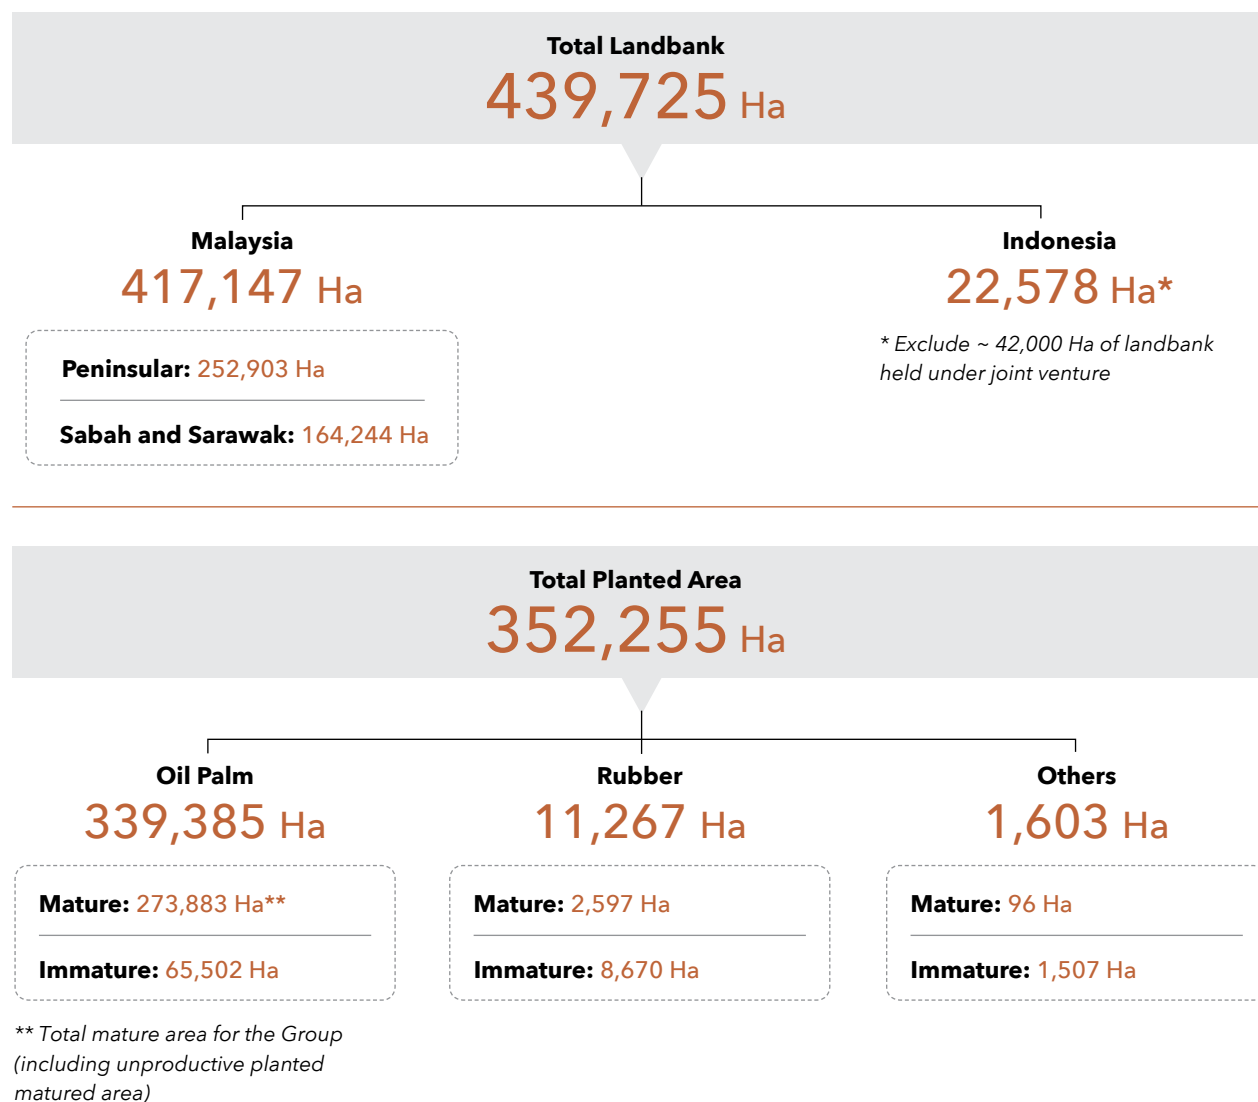 Total Landbank
439,725 Ha
Malaysia
417,147 Ha
Peninsular: 252,903 Ha
Sabah and Sarawak: 164,244 Ha
Indonesia
22,578 Ha*
* Exclude ~ 42,000 Ha of landbank
held under joint venture
Total Planted Area
352,255 Ha
Oil Palm
339,385 Ha
Mature: 273,883 Ha**
Immature: 65,502 Ha
** Total mature area for the Group
(including unproductive planted
matured area)
Rubber
11,267 Ha
Mature: 2,597 Ha
Immature: 8,670 Ha
Others
1,603 Ha
Mature: 96 Ha
Immature: 1,507 Ha